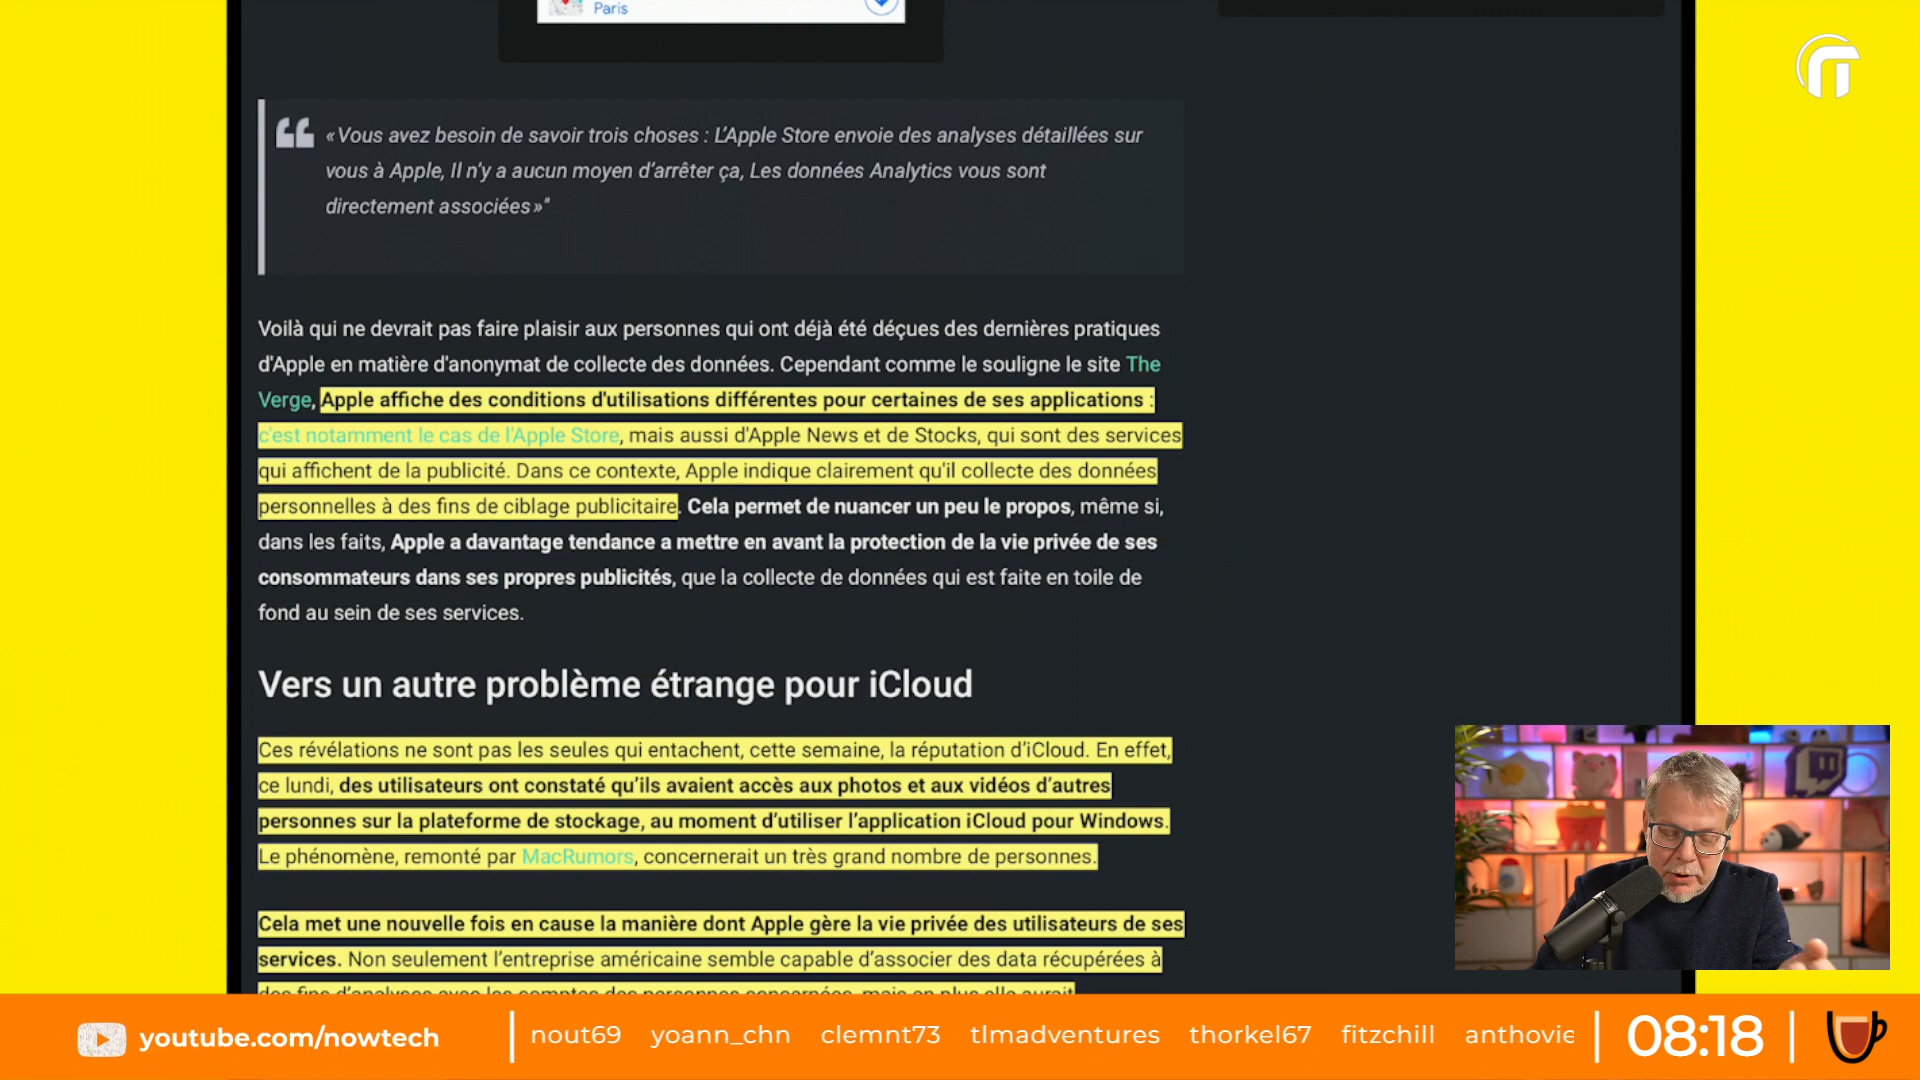 Paris
« Vous avez besoin de savoir trois choses : L'Apple Store envoie des analyses détaillées sur
vous à Apple, Il n'y a aucun moyen d'arrêter ça, Les données Analytics vous sont
directement associées »"
Voilà qui ne devrait pas faire plaisir aux personnes qui ont déjà été déçues des dernières pratiques
d'Apple en matière d'anonymat de collecte des données. Cependant comme le souligne le site The
Verge, Apple affiche des conditions d'utilisations différentes pour certaines de ses applications :
c'est notamment le cas de l'Apple Store, mais aussi d'Apple News et de Stocks, qui sont des services
qui affichent de la publicité. Dans ce contexte, Apple indique clairement qu'il collecte des données
personnelles à des fins de ciblage publicitaire. Cela permet de nuancer un peu le propos, même si,
dans les faits, Apple a davantage tendance a mettre en avant la protection de la vie privée de ses
consommateurs dans ses propres publicités, que la collecte de données qui est faite en toile de
fond au sein de ses services.
Vers un autre problème étrange pour iCloud
Ces révélations ne sont pas les seules qui entachent, cette semaine, la réputation d’iCloud. En effet,
ce lundi, des utilisateurs ont constaté qu’ils avaient accès aux photos et aux vidéos d’autres
personnes sur la plateforme de stockage, au moment d’utiliser l’application iCloud pour Windows.
Le phénomène, remonté par MacRumors, concernerait un très grand nombre de personnes.
Cela met une nouvelle fois en cause la manière dont Apple gère la vie privée des utilisateurs de ses
services. Non seulement l’entreprise américaine semble capable d’associer des data récupérées à
des fins d’analyses avec les comptes des personnes concernées, mais en plus elle aurait
youtube.com/nowtech
nout69 yoann_chn clemnt73 tlmadventures thorkel67 fitzchill anthovie
08:18